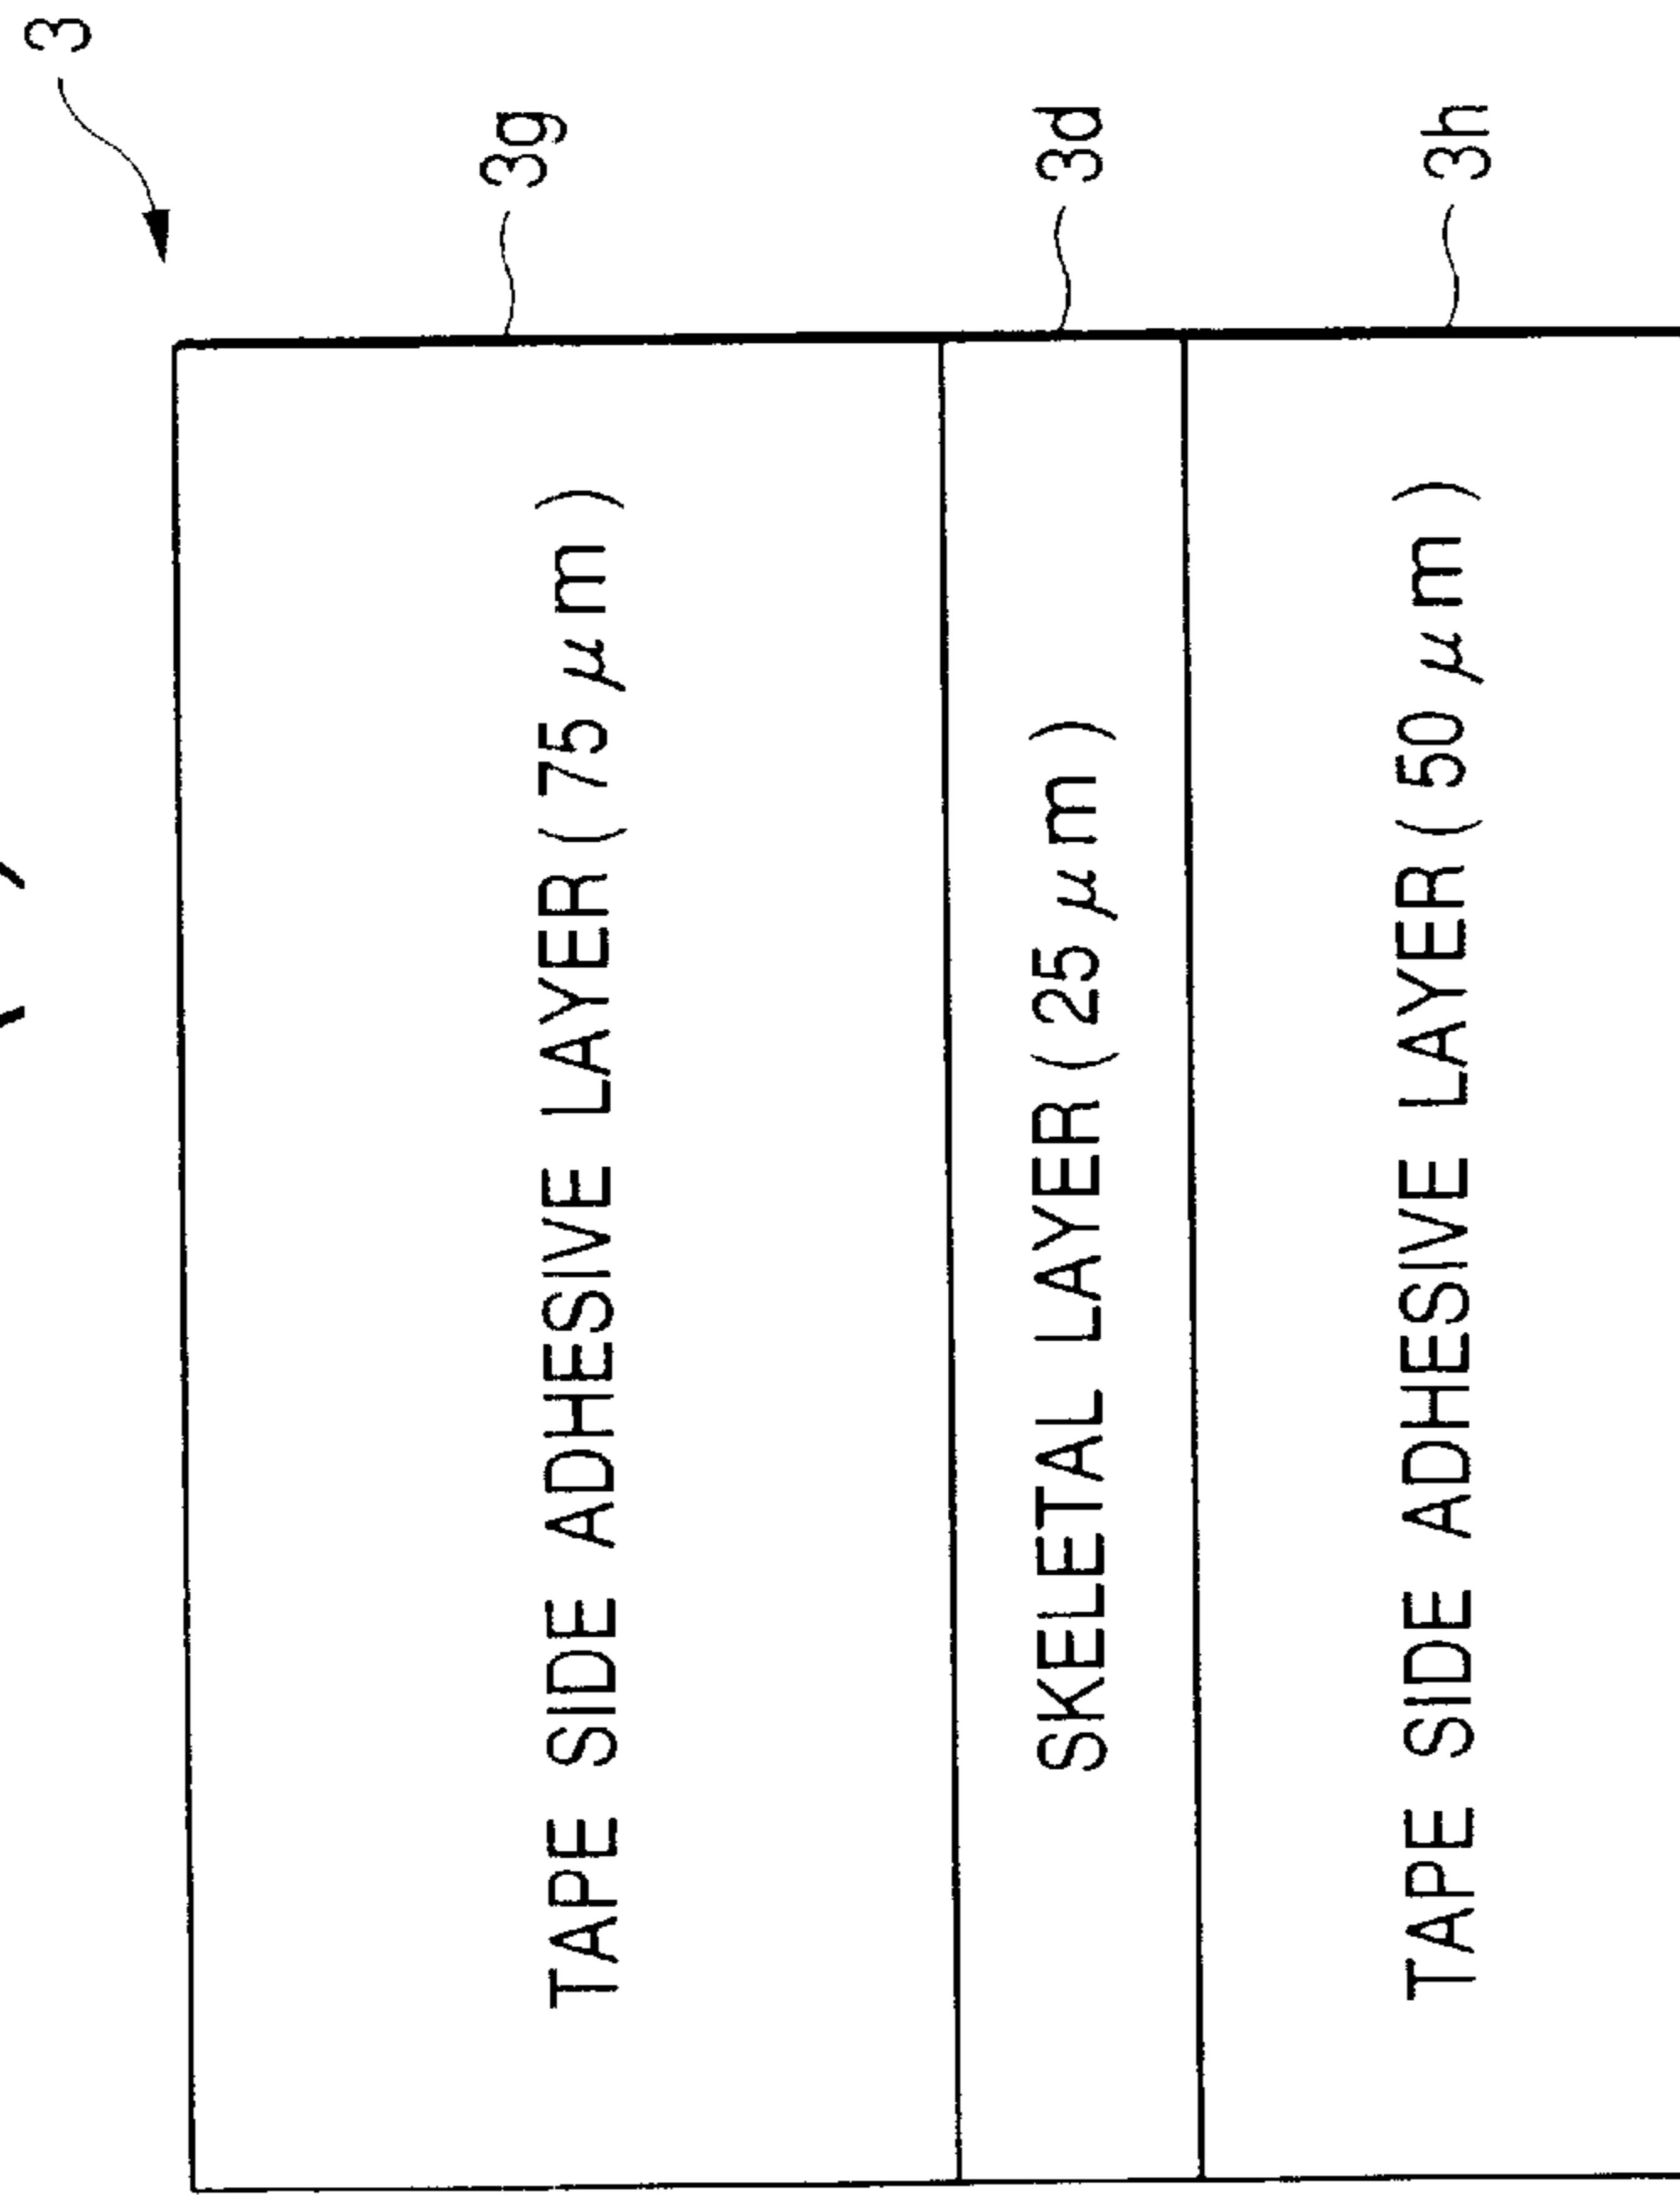 3
TAPE SIDE ADHESIVE LAYER (75 μm)
3g
SKELETAL LAYER (25 μm)
3d
TAPE SIDE ADHESIVE LAYER (50 μm)
3h